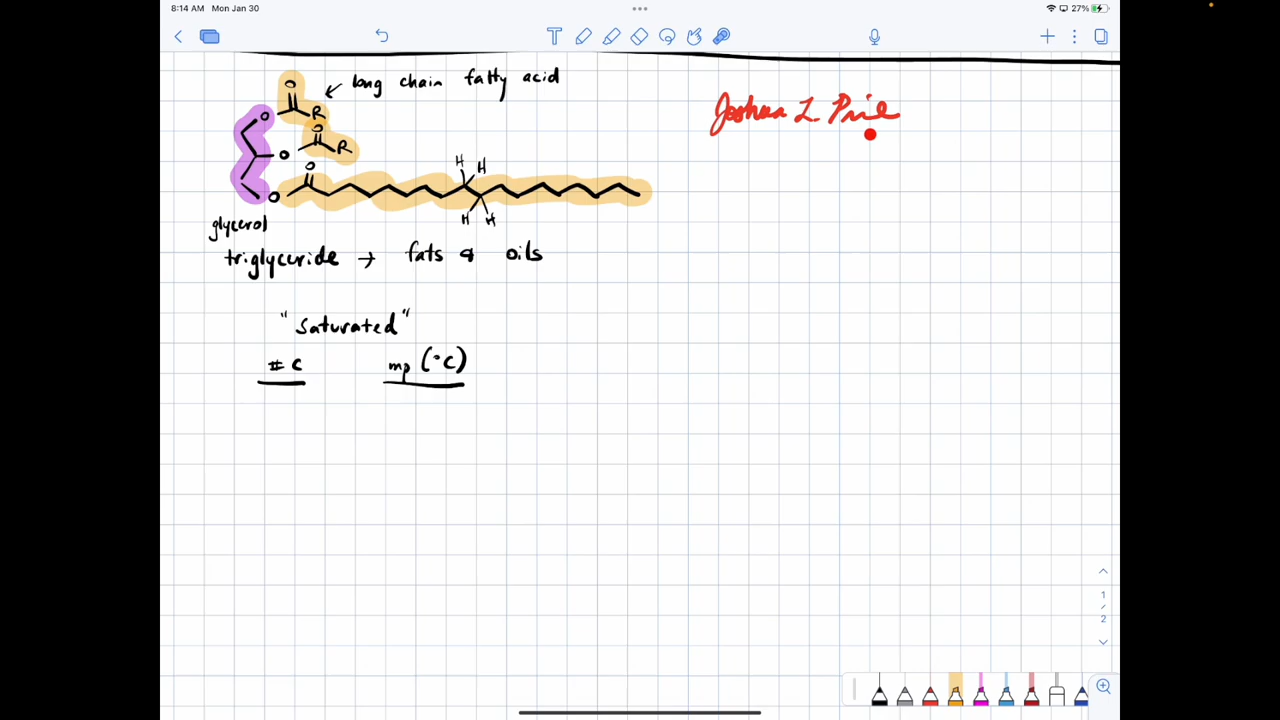 8:14 AM Mon Jan 30
27%
long chain fatty acid
O
O
R
O
O
R
O
O
H
H
H
H
glycerol
triglyceride → fats & oils
"saturated"
# C mp (°C)
Joshua L.
1
/
2